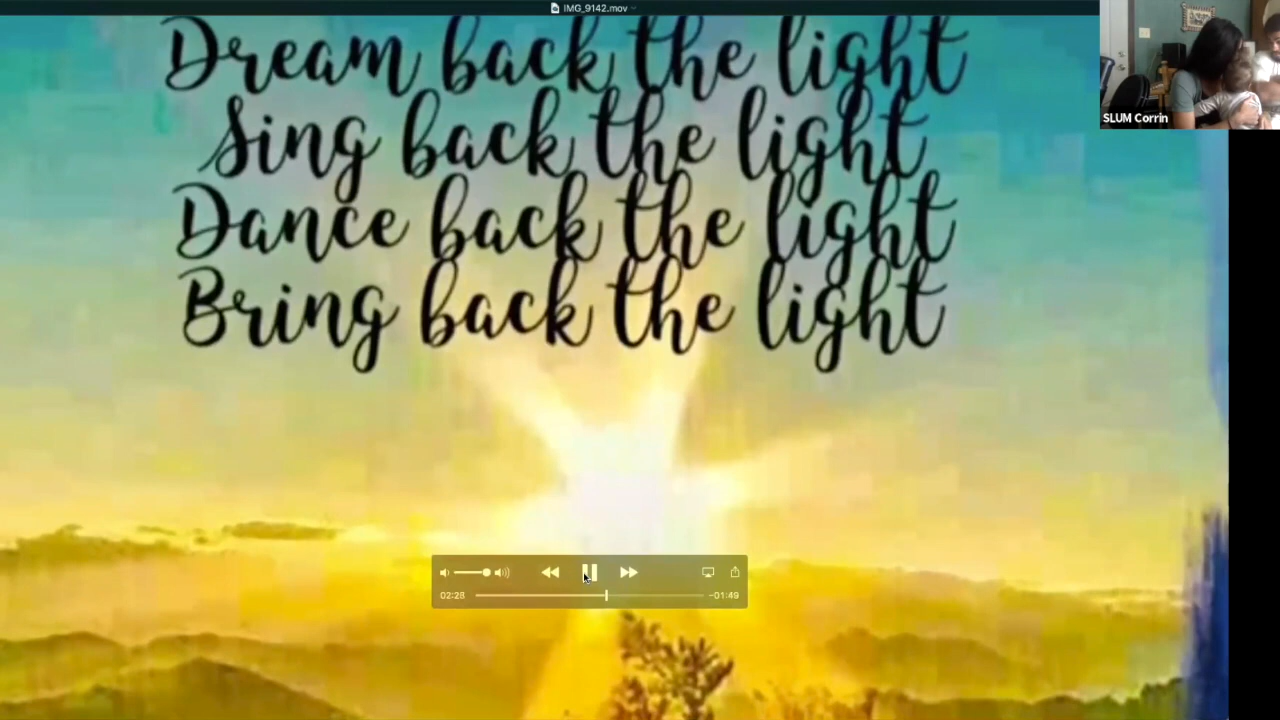 IMG_9142.mov
Dream back the light
Sing back the light
Dance back the light
Bring back the light
SLUM Corrin
02:28
-01:49